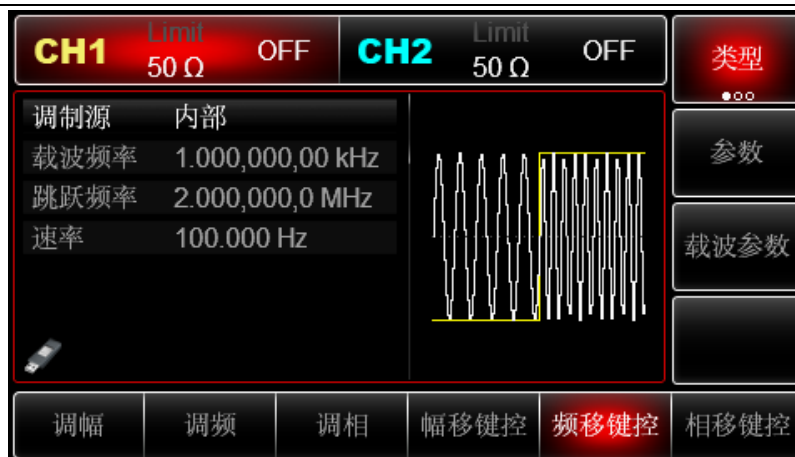 CH1 Limit 50 Ω OFF CH2 Limit 50 Ω OFF
类型
调制源 内部
载波频率 1.000,000,00 kHz
跳跃频率 2.000,000,0 MHz
速率 100.000 Hz
参数
载波参数
调幅 调频 调相 幅移键控 频移键控 相移键控